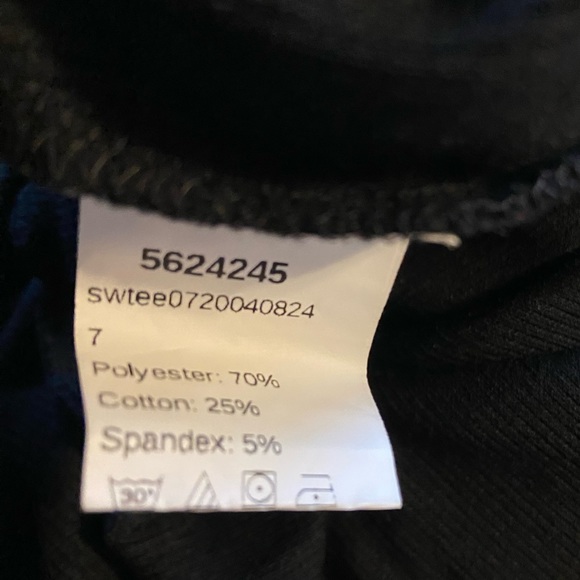 5624245
swtee0720040824
7
Polyester: 70%
Cotton: 25%
Spandex: 5%
30°